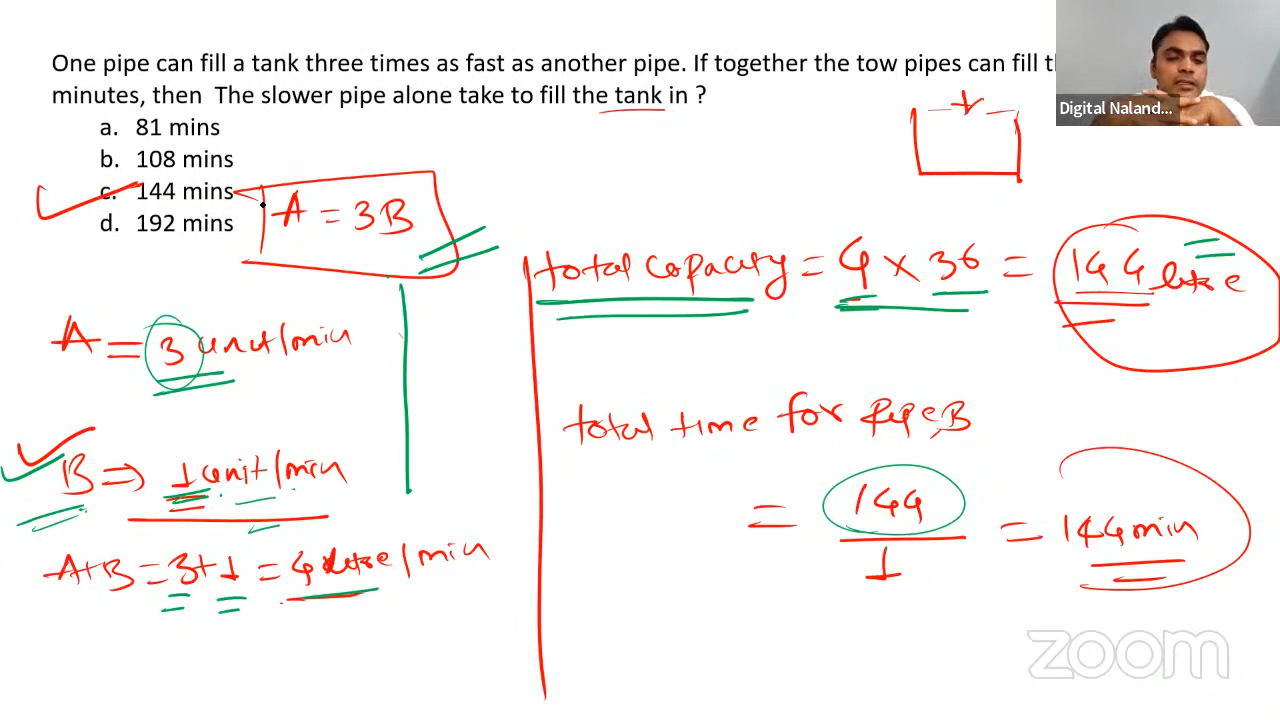 One pipe can fill a tank three times as fast as another pipe. If together the tow pipes can fill th
minutes, then The slower pipe alone take to fill the tank in ?
a. 81 mins
b. 108 mins
c. 144 mins
d. 192 mins
Digital Naland...
A = 3B
total capacity = 4 × 36 = 144 litre
A = 3 unit/min
total time for pipe, B
B ⇒ 1 unit/min
= 144/1 = 144 min
A+B = 3+1 = 4 litre/min
zoom